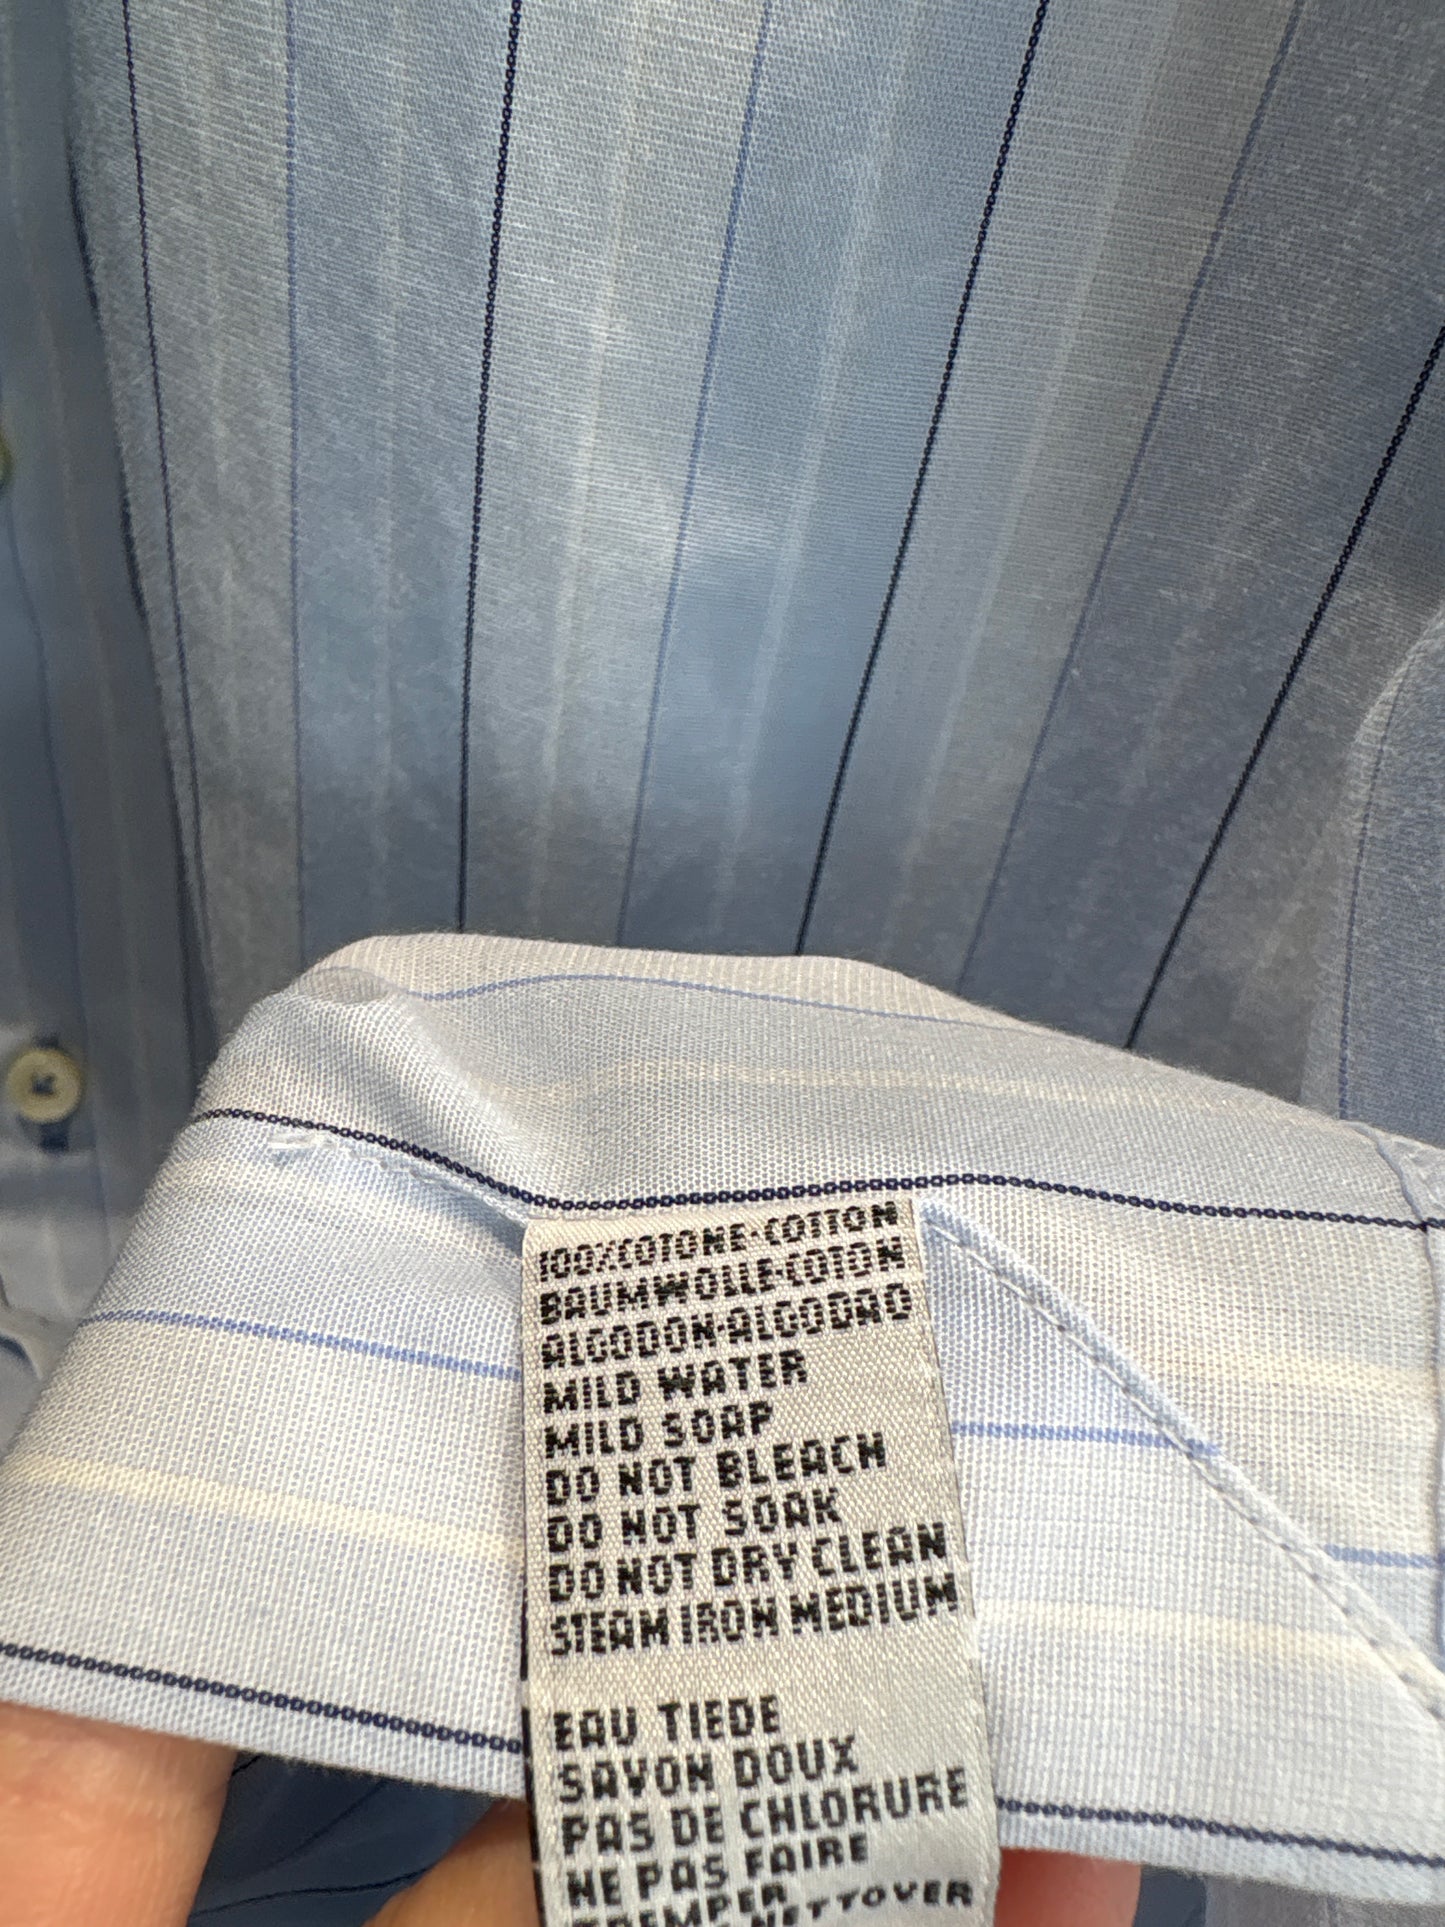 100%COTONE-COTTON
BAUMWOLLE-COTON
ALGODON-ALGODAO
MILD WATER
MILD SOAP
DO NOT BLEACH
DO NOT SOAK
DO NOT DRY CLEAN
STEAM IRON MEDIUM
EAU TIEDE
SAVON DOUX
PAS DE CHLORURE
NE PAS FAIRE
TREMPER